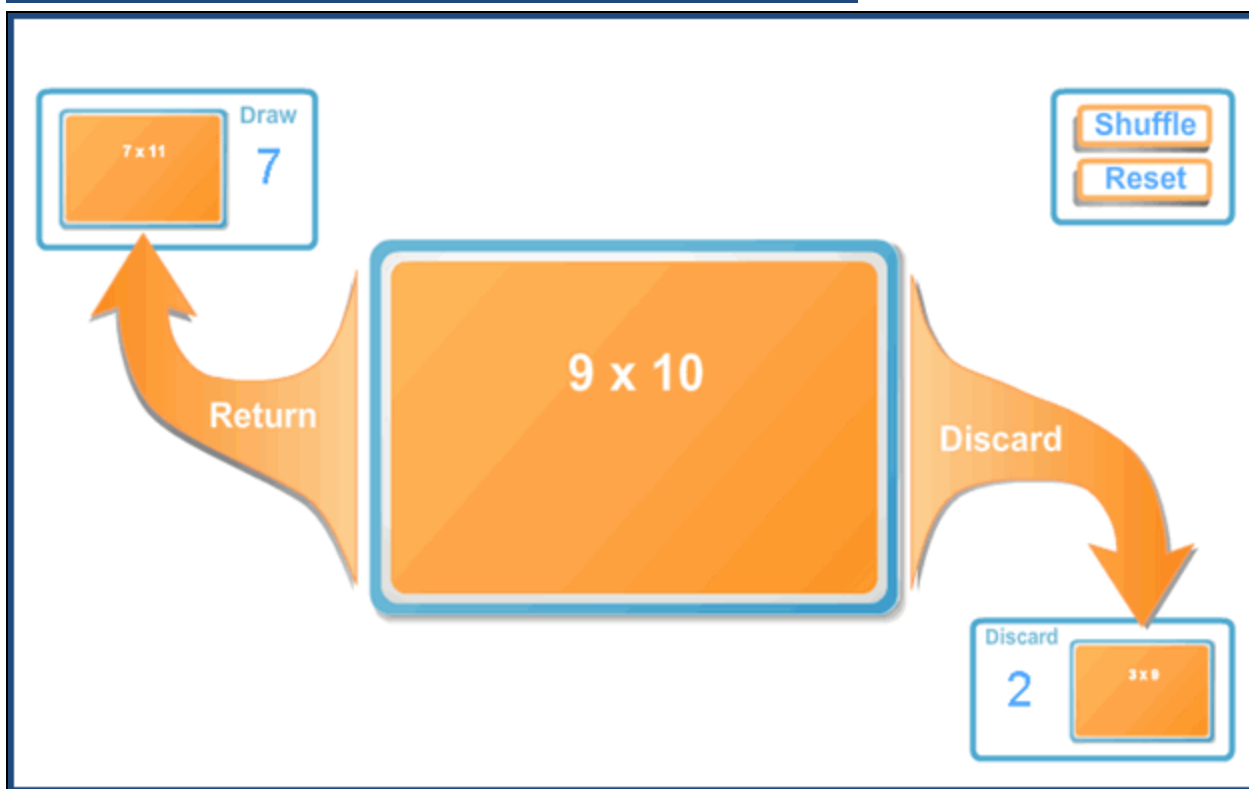 Draw
7 x 11
7
Shuffle
Reset
9 x 10
Return
Discard
Discard
2
3 x 9